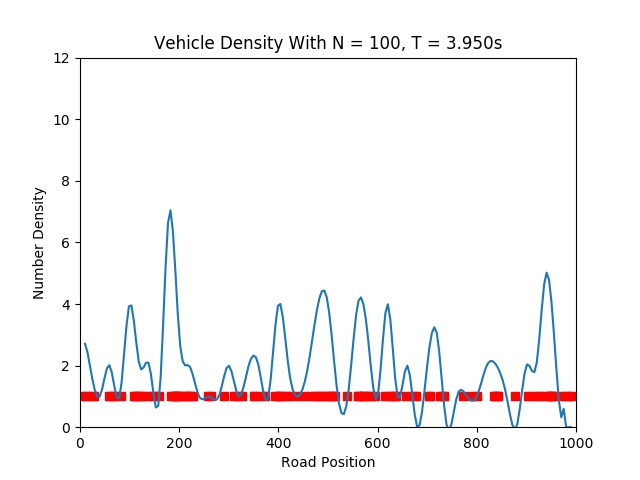 Vehicle Density With N = 100, T = 3.950s
12
10
8
6
4
2
0
Number Density
0 200 400 600 800 1000
Road Position